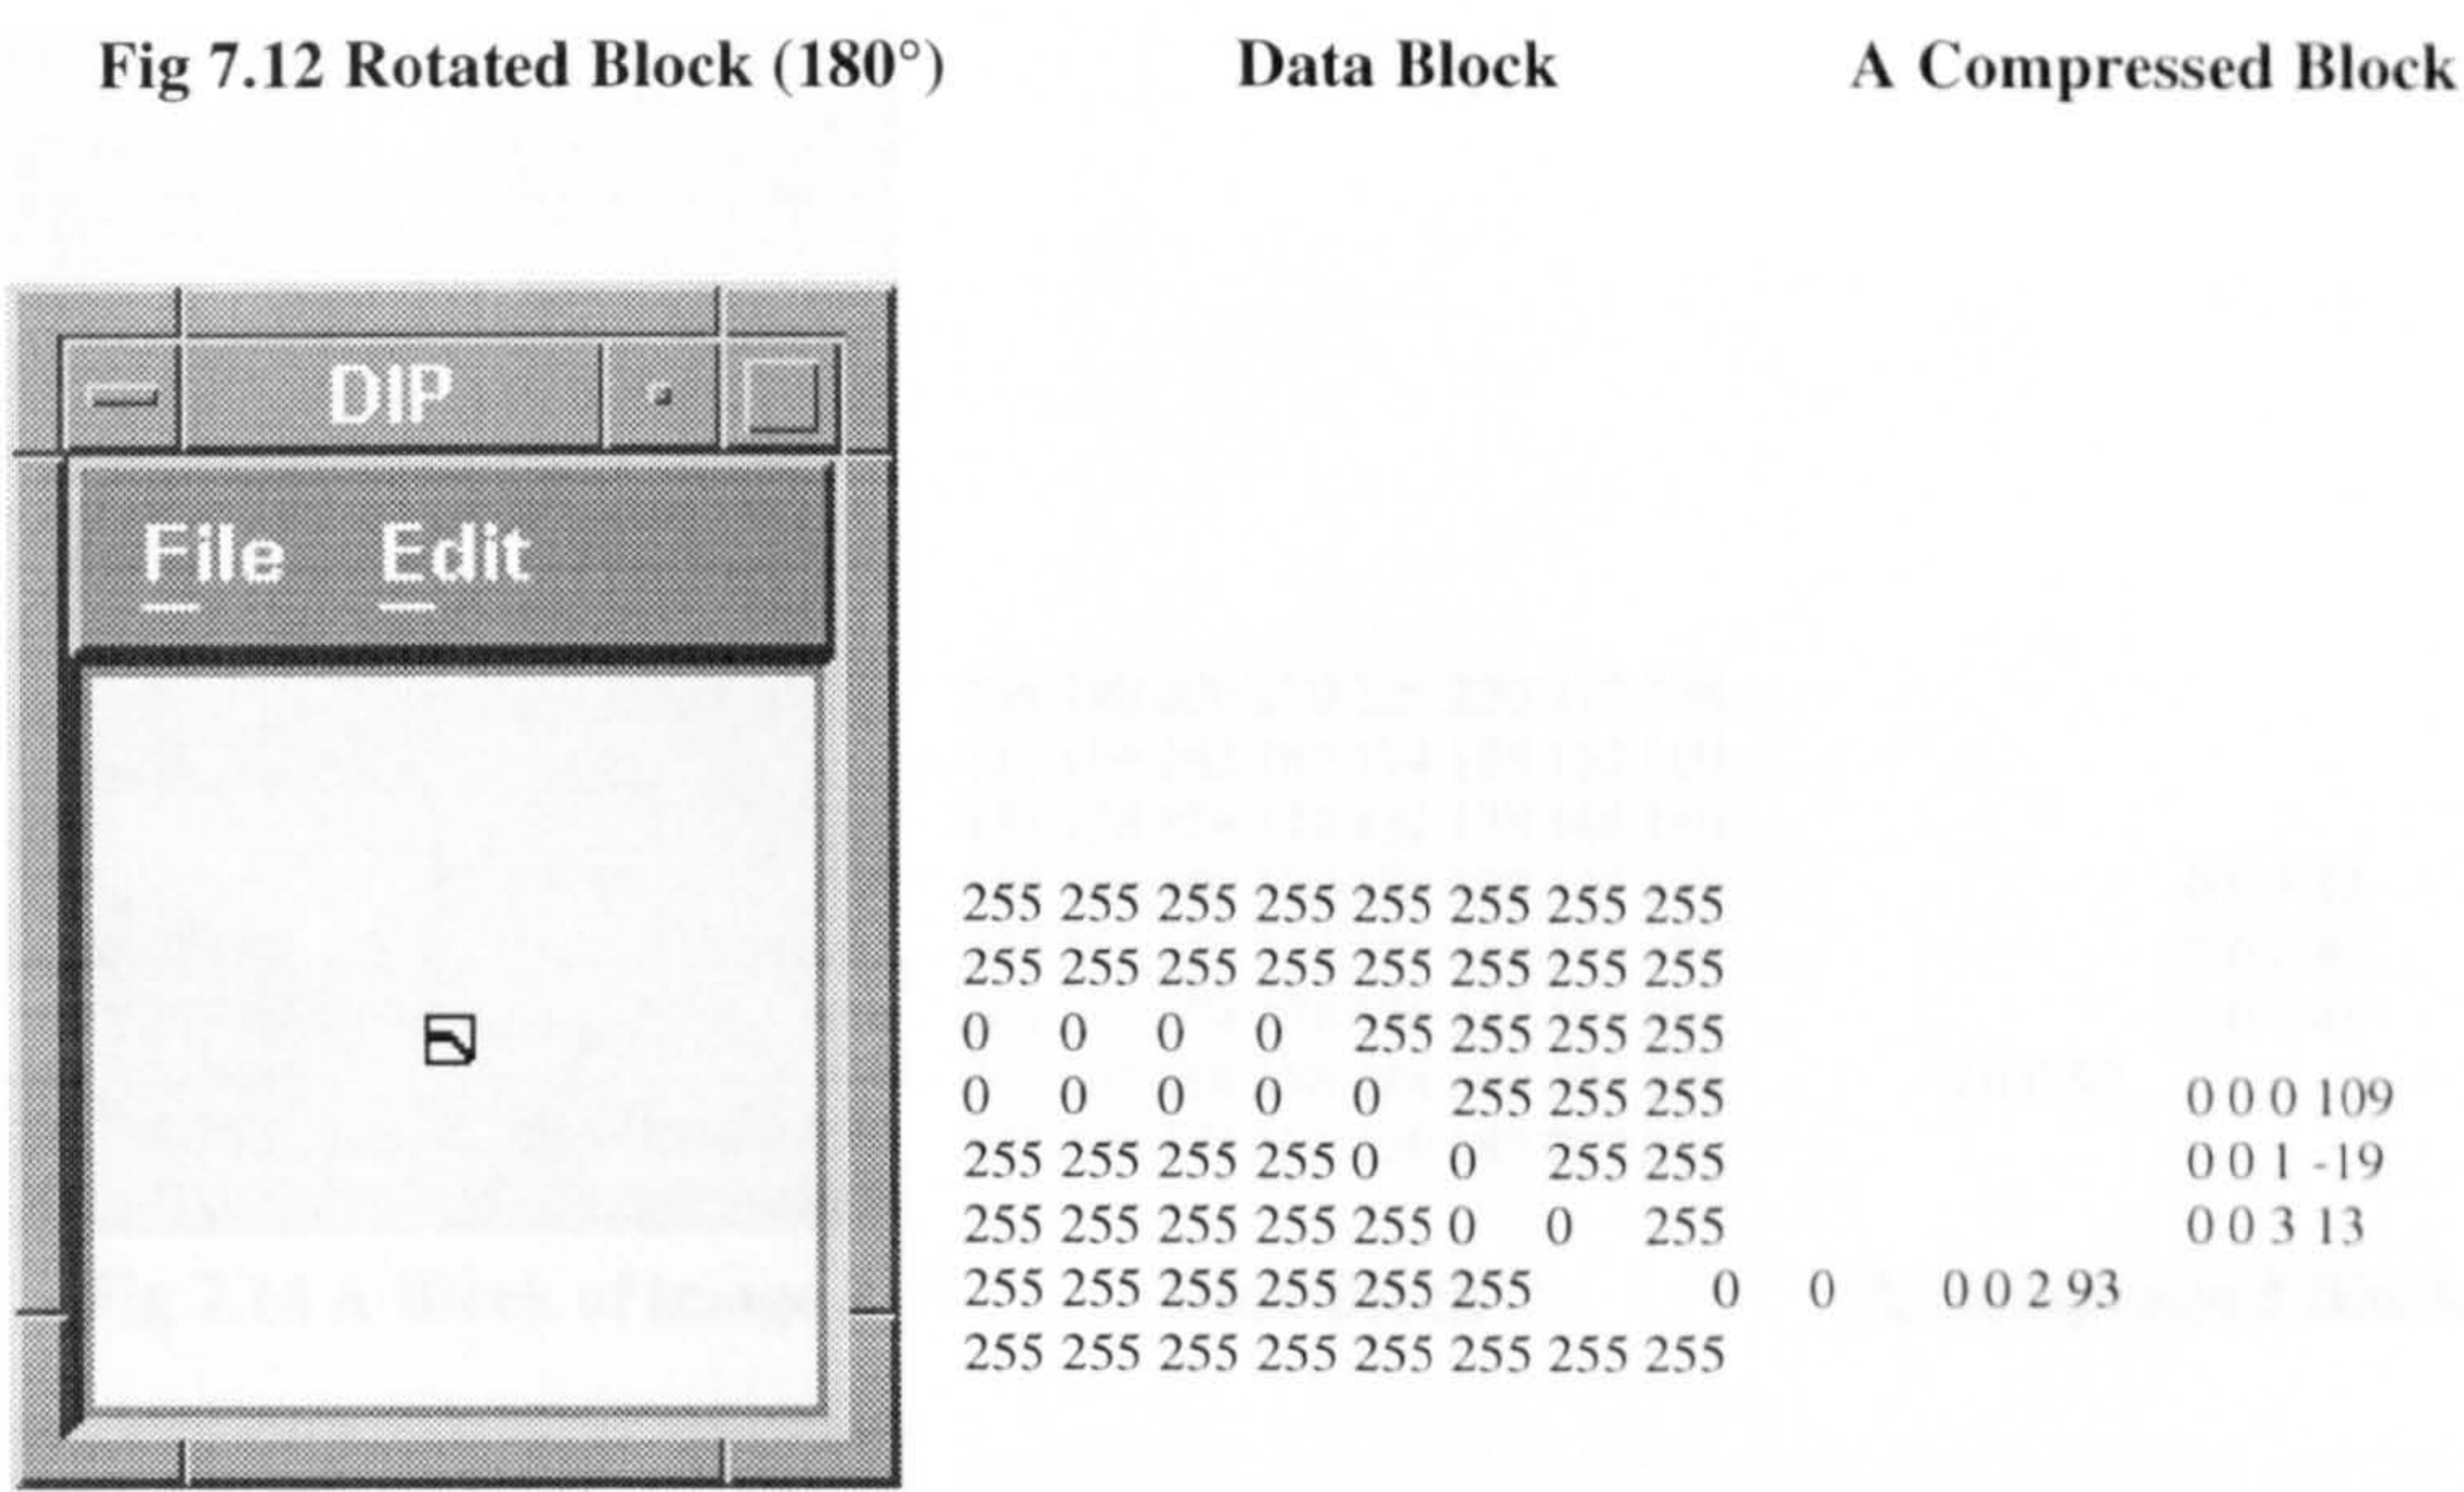 Fig 7.12 Rotated Block (180°) Data Block A Compressed Block
DIP
File Edit
255 255 255 255 255 255 255 255
255 255 255 255 255 255 255 255
0 0 0 0 255 255 255 255
0 0 0 0 0 255 255 255 0 0 0 109
255 255 255 255 0 0 255 255 0 0 1 -19
255 255 255 255 255 0 0 255 0 0 3 13
255 255 255 255 255 255 0 0 0 0 2 93
255 255 255 255 255 255 255 255